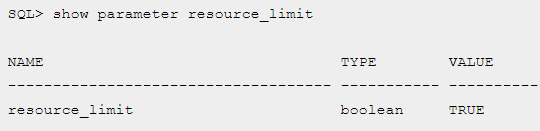 SQL> show parameter resource_limit
NAME                                 TYPE        VALUE
------------------------------------ ----------- ----------
resource_limit                       boolean     TRUE